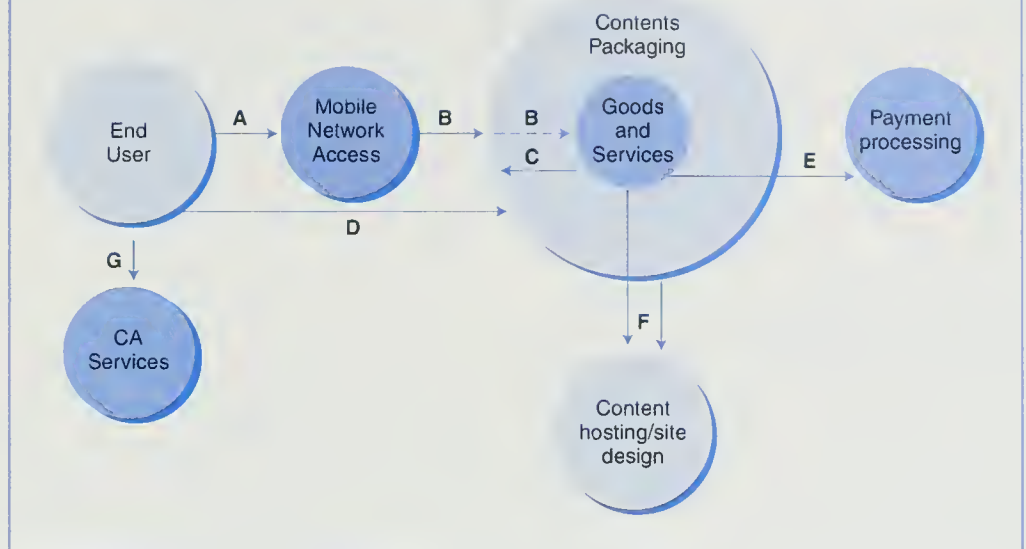 Contents
Packaging
End
User
A
Mobile
Network
Access
B
B
C
Goods
and
Services
E
Payment
processing
D
G
CA
Services
F
Content
hosting/site
design